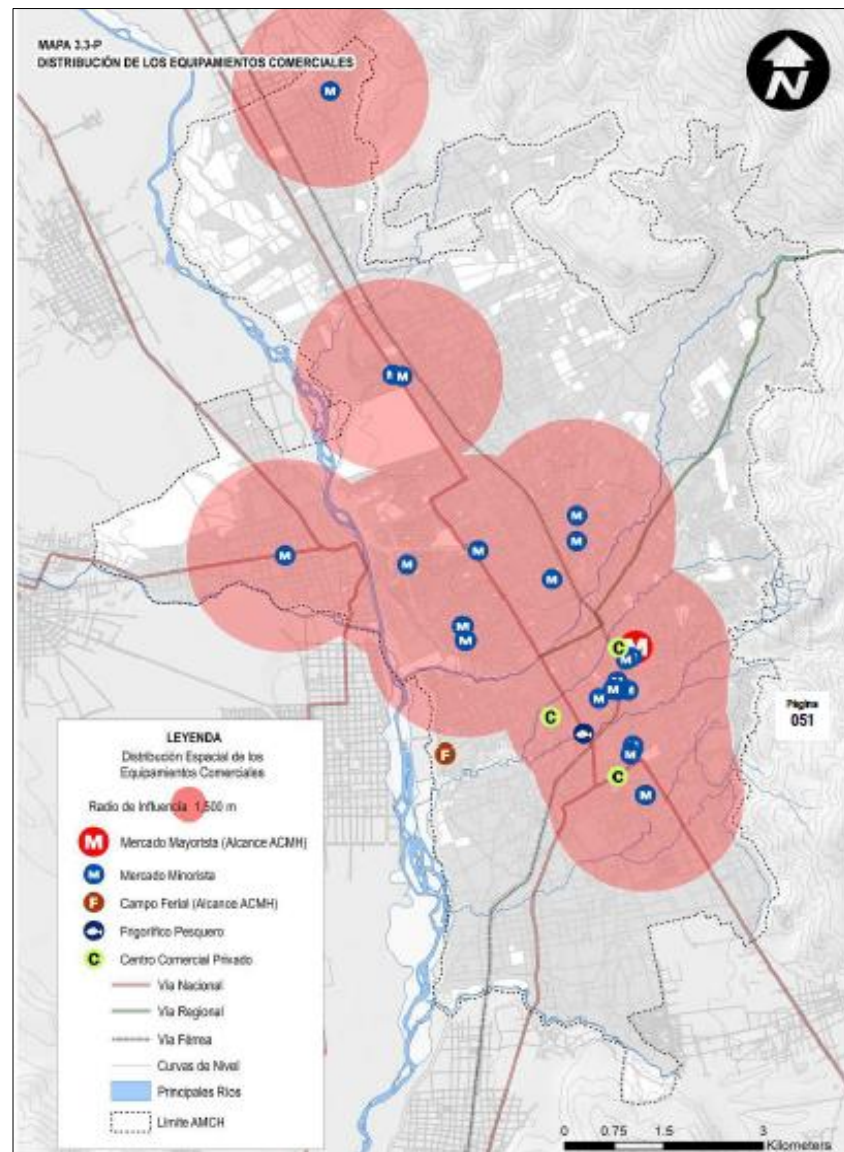 MAPA 3.3-P
DISTRIBUCIÓN DE LOS EQUIPAMIENTOS COMERCIALES
N
M
M
M
M
M
M
M
M
M
M
C
M
M
M
M
C
Página
051
F
M
C
M
LEYENDA
Distribución Espacial de los
Equipamientos Comerciales
Radio de Influencia 1,500 m
M Mercado Mayorista (Alcance ACMH)
M Mercado Minorista
F Campo Ferial (Alcance ACMH)
Frigorífico Pesquero
C Centro Comercial Privado
Vía Nacional
Vía Regional
Vía Férrea
Curvas de Nivel
Principales Ríos
Límite AMCH
0 0.75 1.5 3
Kilometers